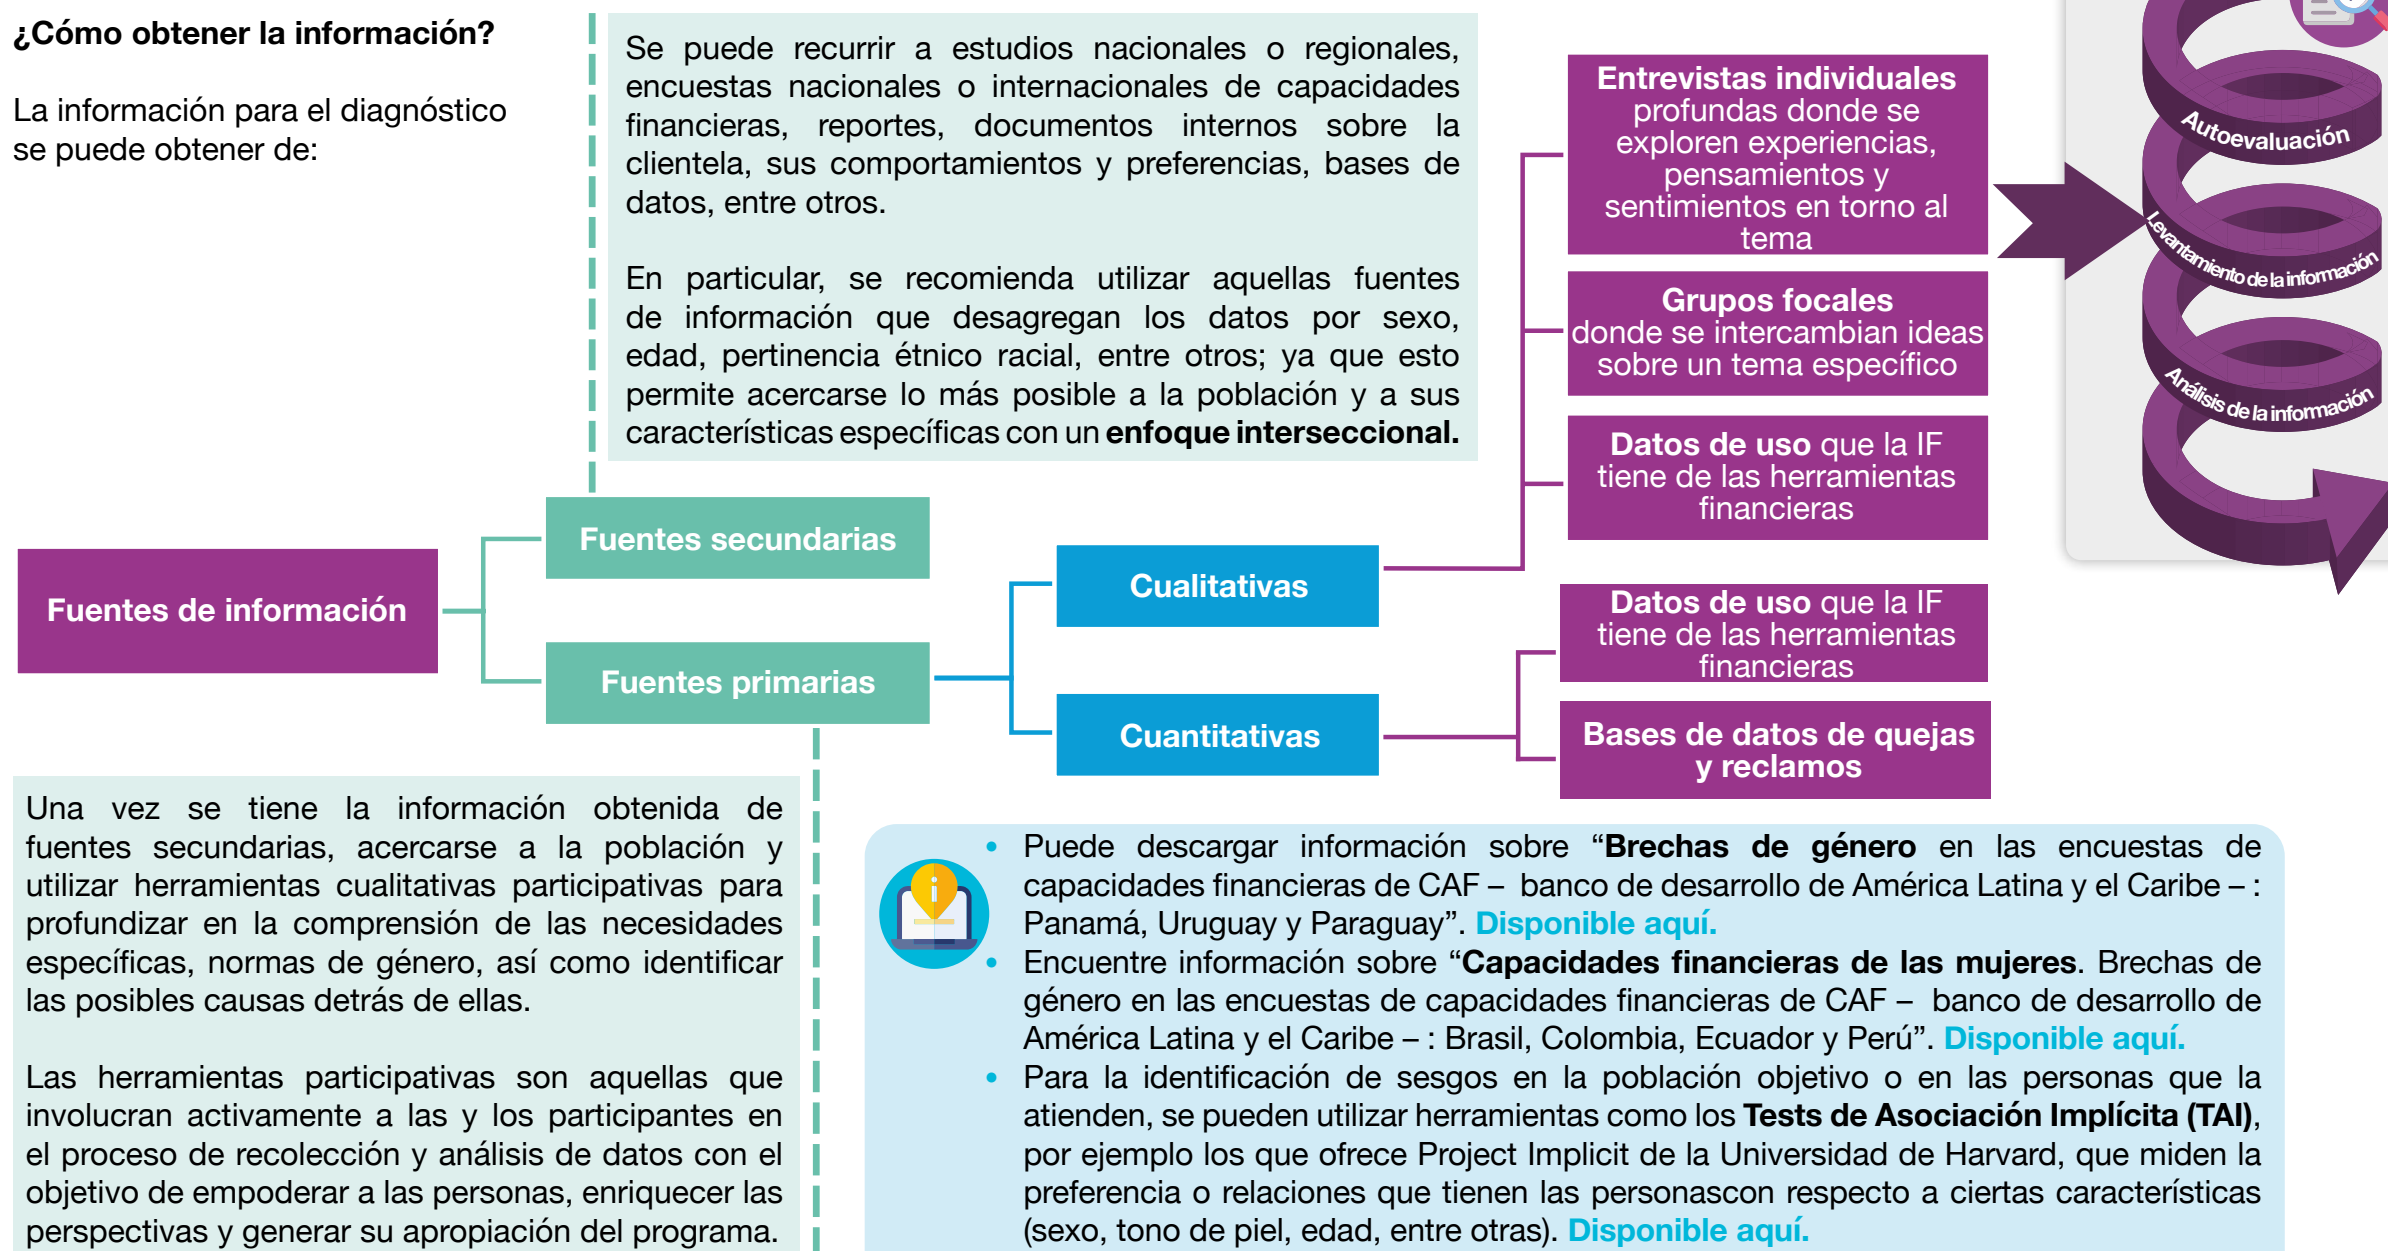 ¿Cómo obtener la información?
La información para el diagnóstico
se puede obtener de:
Se puede recurrir a estudios nacionales o regionales,
encuestas nacionales o internacionales de capacidades
financieras, reportes, documentos internos sobre la
clientela, sus comportamientos y preferencias, bases de
datos, entre otros.
En particular, se recomienda utilizar aquellas fuentes
de información que desagregan los datos por sexo,
edad, pertinencia étnico racial, entre otros; ya que esto
permite acercarse lo más posible a la población y a sus
características específicas con un enfoque interseccional.
Fuentes de información
Fuentes secundarias
Fuentes primarias
Cualitativas
Cuantitativas
Entrevistas individuales
profundas donde se
exploren experiencias,
pensamientos y
sentimientos en torno al
tema
Grupos focales
donde se intercambian ideas
sobre un tema específico
Datos de uso que la IF
tiene de las herramientas
financieras
Datos de uso que la IF
tiene de las herramientas
financieras
Bases de datos de quejas
y reclamos
Autoevaluación
Levantamiento de la información
Análisis de la información
Una vez se tiene la información obtenida de
fuentes secundarias, acercarse a la población y
utilizar herramientas cualitativas participativas para
profundizar en la comprensión de las necesidades
específicas, normas de género, así como identificar
las posibles causas detrás de ellas.
Las herramientas participativas son aquellas que
involucran activamente a las y los participantes en
el proceso de recolección y análisis de datos con el
objetivo de empoderar a las personas, enriquecer las
perspectivas y generar su apropiación del programa.
• Puede descargar información sobre “Brechas de género en las encuestas de
capacidades financieras de CAF – banco de desarrollo de América Latina y el Caribe – :
Panamá, Uruguay y Paraguay”. Disponible aquí.
• Encuentre información sobre “Capacidades financieras de las mujeres. Brechas de
género en las encuestas de capacidades financieras de CAF – banco de desarrollo de
América Latina y el Caribe – : Brasil, Colombia, Ecuador y Perú”. Disponible aquí.
• Para la identificación de sesgos en la población objetivo o en las personas que la
atienden, se pueden utilizar herramientas como los Tests de Asociación Implícita (TAI),
por ejemplo los que ofrece Project Implicit de la Universidad de Harvard, que miden la
preferencia o relaciones que tienen las personascon respecto a ciertas características
(sexo, tono de piel, edad, entre otras). Disponible aquí.